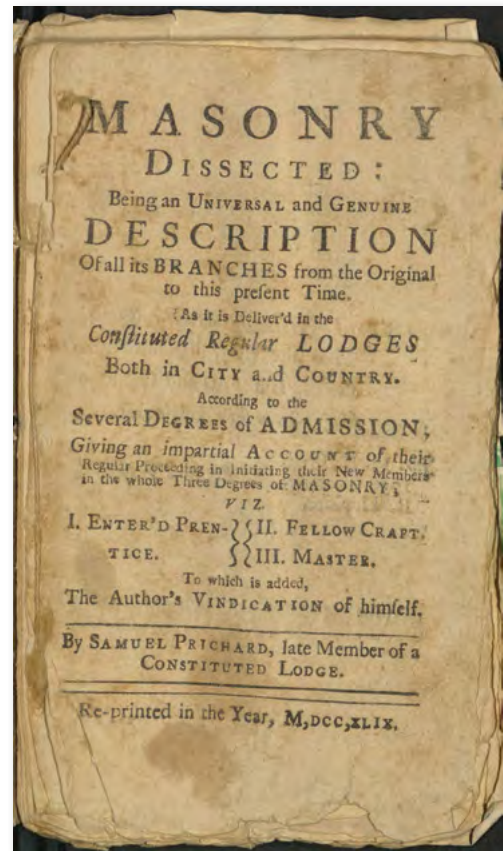 MASONRY
DISSECTED:
Being an UNIVERSAL and GENUINE
DESCRIPTION
Of all its BRANCHES from the Original
to this preſent Time.
As it is Deliver'd in the
Conſtituted Regular LODGES
Both in CITY and COUNTRY.
According to the
Several DEGREES of ADMISSION;
Giving an impartial ACCOUNT of their
Regular Proceeding in Initiating their New Members
in the whole Three Degrees of MASONRY;
VIZ.
I. ENTER'D PREN- } { II. FELLOW CRAFT.
TICE. } { III. MASTER.
To which is added,
The Author's VINDICATION of himſelf.
By SAMUEL PRICHARD, late Member of a
CONSTITUTED LODGE.
Re-printed in the Year, M,DCC,XLIX.